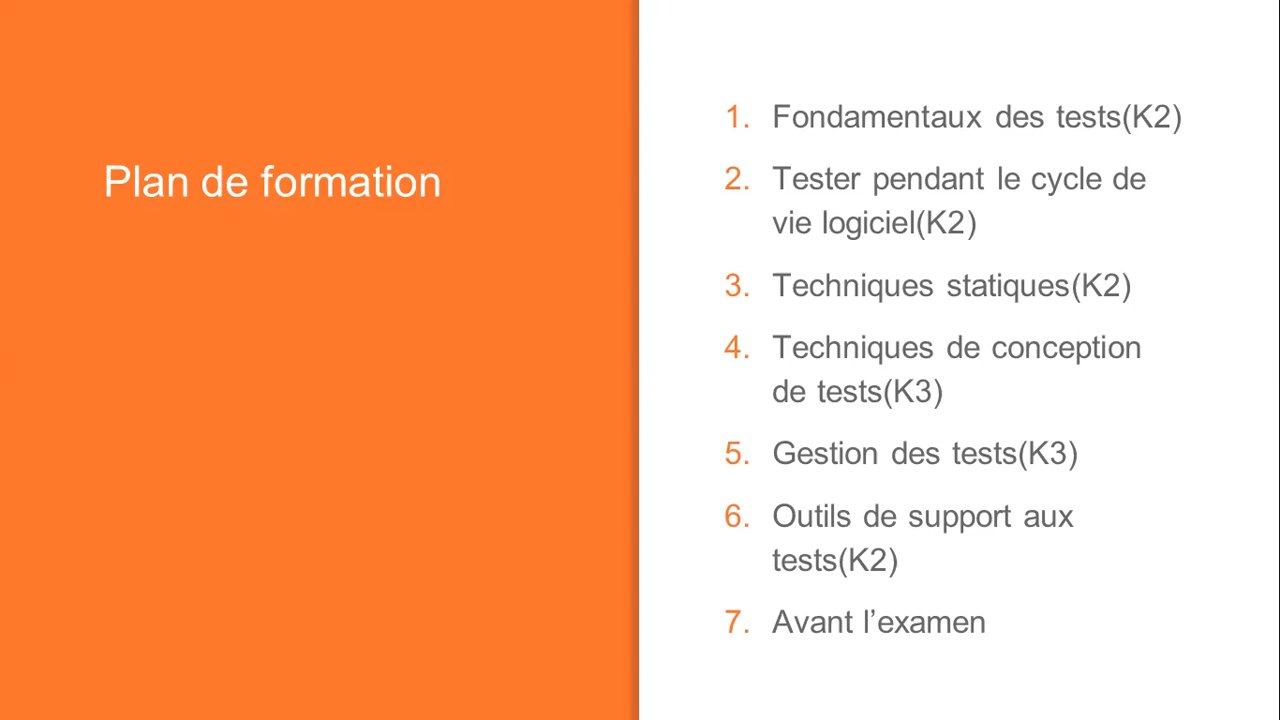 Plan de formation
1. Fondamentaux des tests(K2)
2. Tester pendant le cycle de
vie logiciel(K2)
3. Techniques statiques(K2)
4. Techniques de conception
de tests(K3)
5. Gestion des tests(K3)
6. Outils de support aux
tests(K2)
7. Avant l’examen